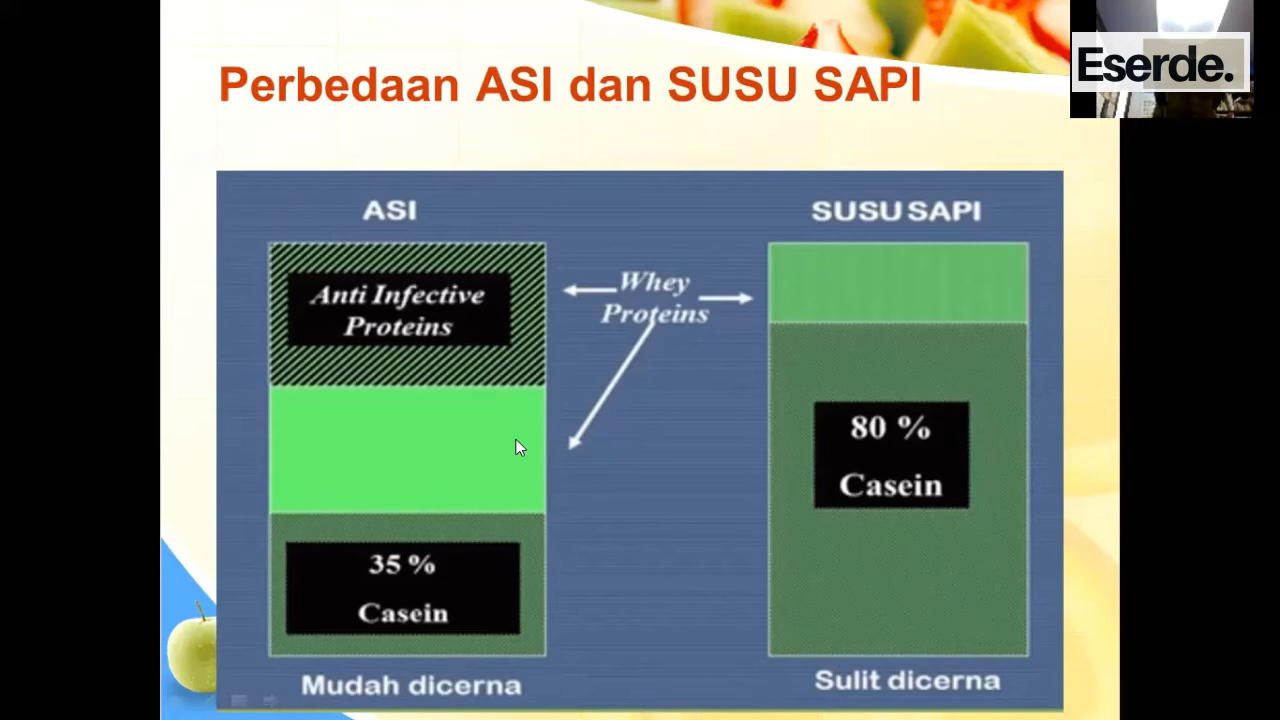 Perbedaan ASI dan SUSU SAPI
Eserde.
ASI
SUSU SAPI
Anti Infective
Proteins
Whey
Proteins
80 %
Casein
35 %
Casein
Mudah dicerna
Sulit dicerna